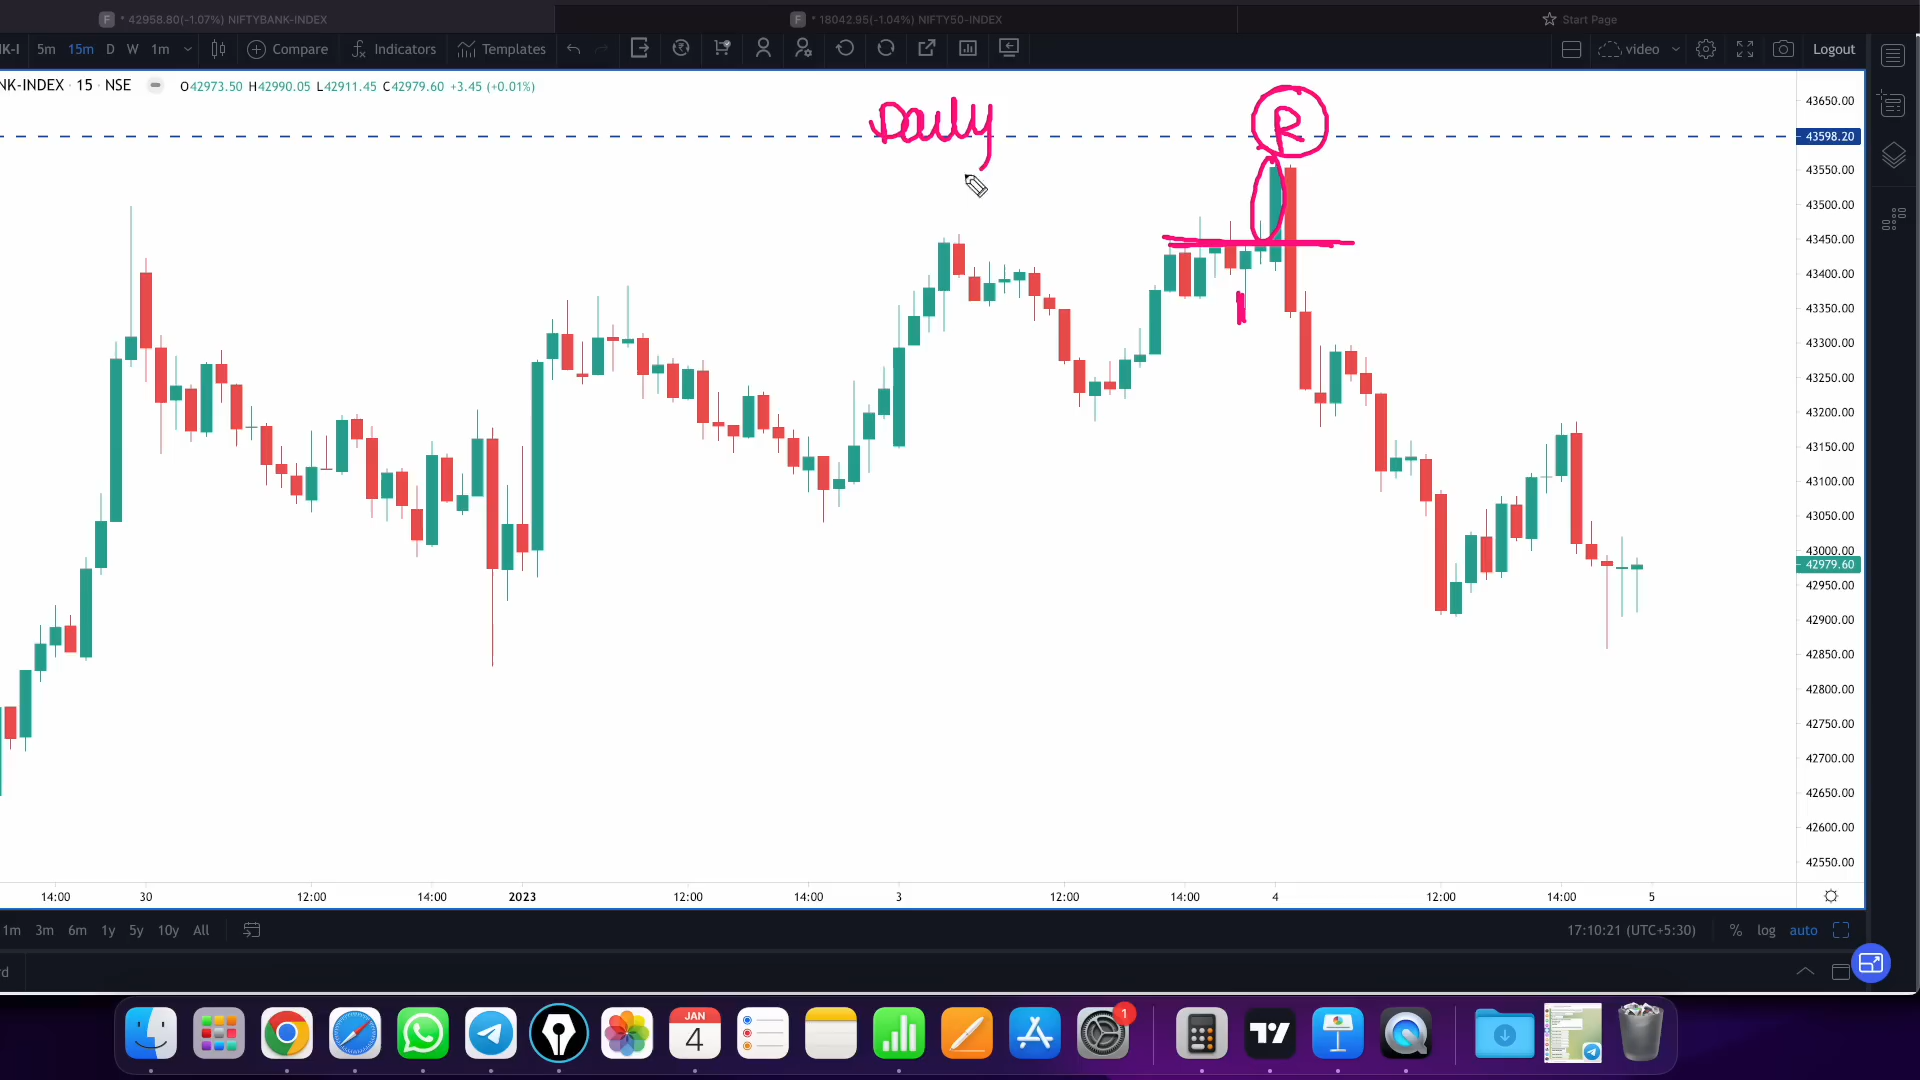 * 42958.80(-1.07%) NIFTYBANK-INDEX
* 18042.95(-1.04%) NIFTY50-INDEX
Start Page
K-I 5m 15m D W 1m Compare Indicators Templates video Logout
NK-INDEX · 15 · NSE O42973.50 H42990.05 L42911.45 C42979.60 +3.45 (+0.01%)
Daily
R
43650.00
43598.20
43550.00
43500.00
43450.00
43400.00
43350.00
43300.00
43250.00
43200.00
43150.00
43100.00
43050.00
43000.00
42979.60
42950.00
42900.00
42850.00
42800.00
42750.00
42700.00
42650.00
42600.00
42550.00
14:00 30 12:00 14:00 2023 12:00 14:00 3 12:00 14:00 4 12:00 14:00 5
1m 3m 6m 1y 5y 10y All 17:10:21 (UTC+5:30) % log auto
rd
JAN
4
1